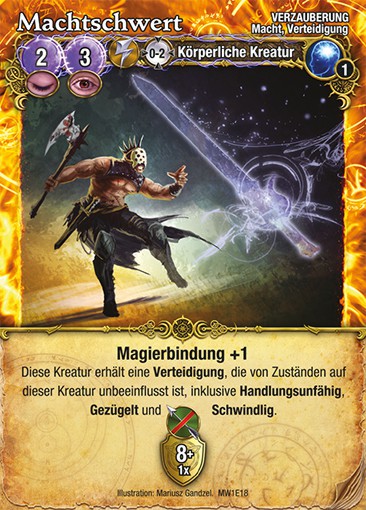 Machtschwert
VERZAUBERUNG
Macht, Verteidigung
2 3 0-2 Körperliche Kreatur
1
Magierbindung +1
Diese Kreatur erhält eine Verteidigung, die von Zuständen auf
dieser Kreatur unbeeinflusst ist, inklusive Handlungsunfähig,
Gezügelt und Schwindlig.
8+
1x
Illustration: Mariusz Gandzel. MW1E18